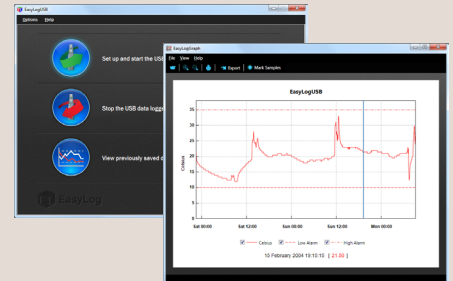 EasyLogUSB
Options Help
Set up and start the USB
Stop the USB data logge
View previously saved d
EasyLog
EasyLogGraph
File View Help
Export Mark Samples
EasyLogUSB
Celsius
35
30
25
20
15
10
5
0
Sat 00:00 Sat 12:00 Sun 00:00 Sun 12:00 Mon 00:00
Celsius Low Alarm High Alarm
15 February 2004 19:10:10 [ 21.50 ]